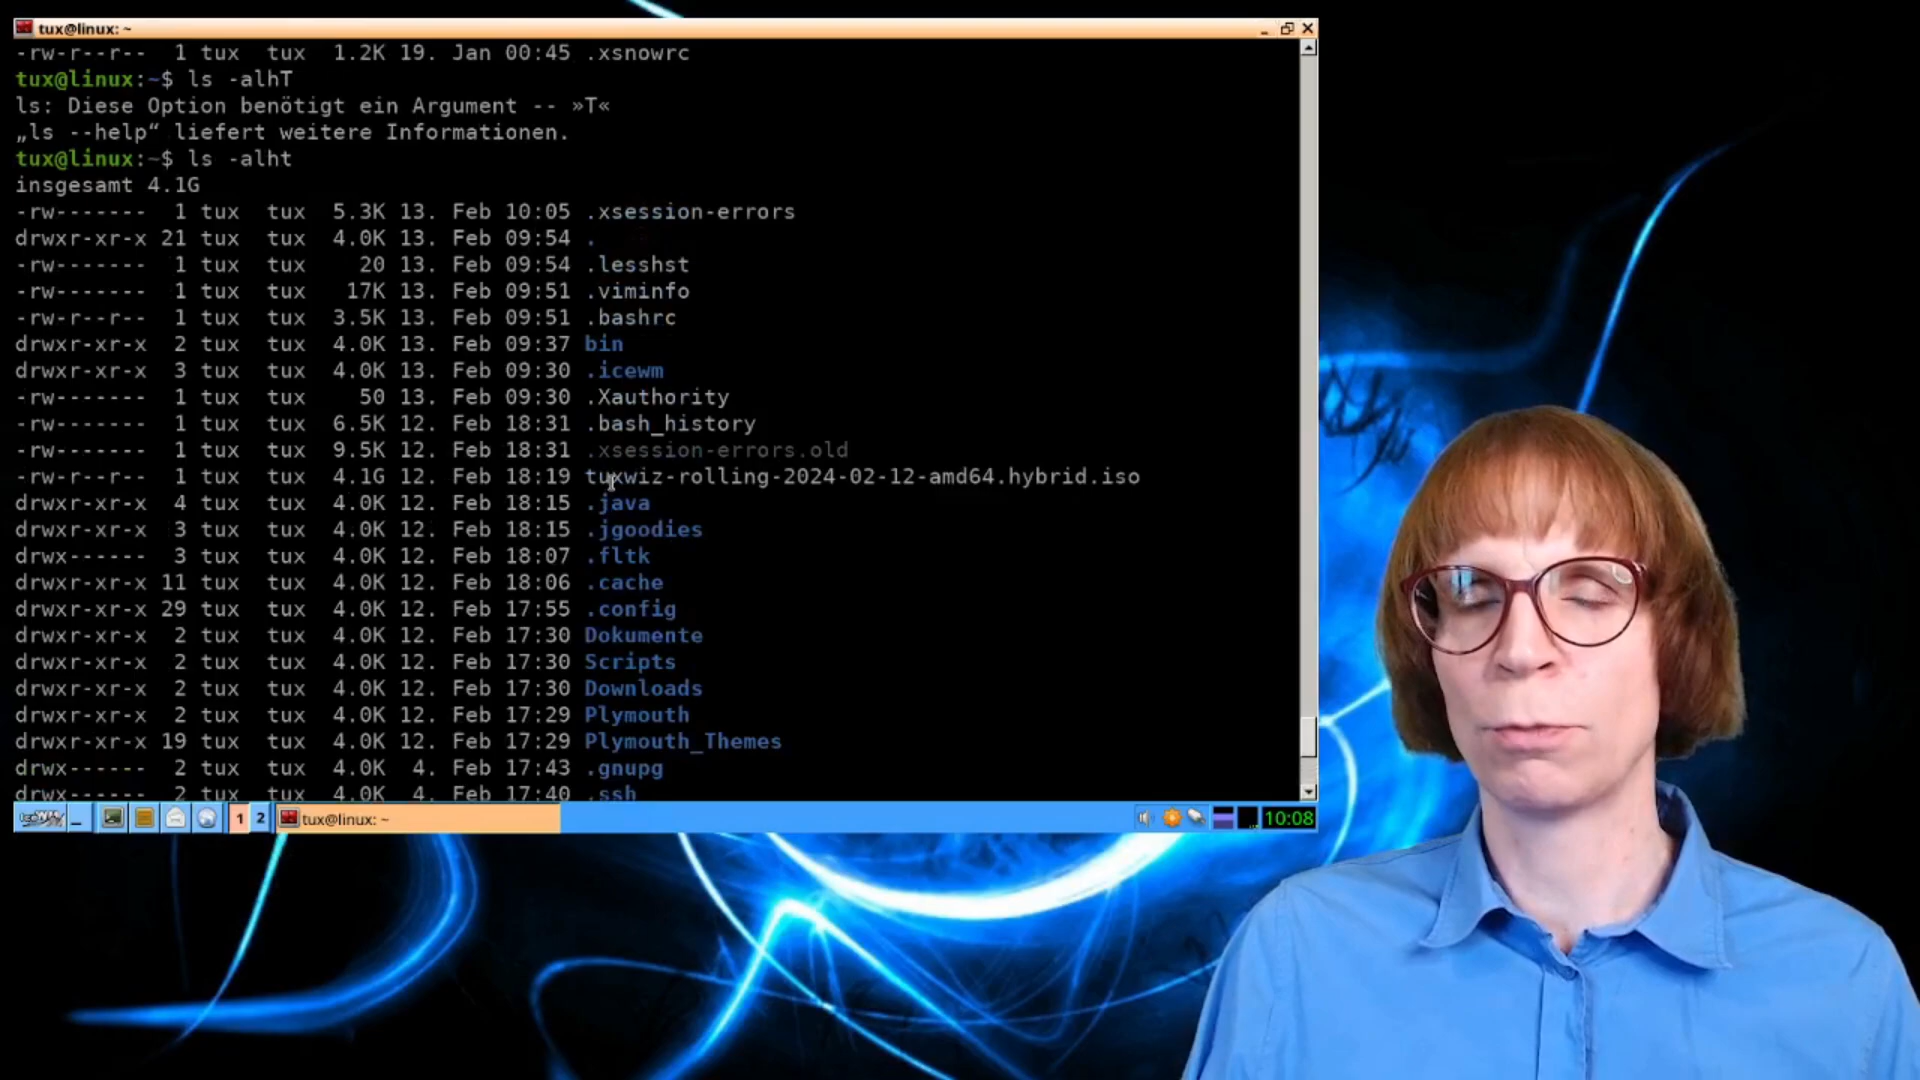 tux@linux: ~
-rw-r--r-- 1 tux tux 1.2K 19. Jan 00:45 .xsnowrc
tux@linux:~$ ls -alhT
ls: Diese Option benötigt ein Argument -- »T«
„ls --help“ liefert weitere Informationen.
tux@linux:~$ ls -alht
insgesamt 4.1G
-rw------- 1 tux tux 5.3K 13. Feb 10:05 .xsession-errors
drwxr-xr-x 21 tux tux 4.0K 13. Feb 09:54 .
-rw------- 1 tux tux 20 13. Feb 09:54 .lesshst
-rw------- 1 tux tux 17K 13. Feb 09:51 .viminfo
-rw-r--r-- 1 tux tux 3.5K 13. Feb 09:51 .bashrc
drwxr-xr-x 2 tux tux 4.0K 13. Feb 09:37 bin
drwxr-xr-x 3 tux tux 4.0K 13. Feb 09:30 .icewm
-rw------- 1 tux tux 50 13. Feb 09:30 .Xauthority
-rw------- 1 tux tux 6.5K 12. Feb 18:31 .bash_history
-rw------- 1 tux tux 9.5K 12. Feb 18:31 .xsession-errors.old
-rw-r--r-- 1 tux tux 4.1G 12. Feb 18:19 tuxwiz-rolling-2024-02-12-amd64.hybrid.iso
drwxr-xr-x 4 tux tux 4.0K 12. Feb 18:15 .java
drwxr-xr-x 3 tux tux 4.0K 12. Feb 18:15 .jgoodies
drwx------ 3 tux tux 4.0K 12. Feb 18:07 .fltk
drwxr-xr-x 11 tux tux 4.0K 12. Feb 18:06 .cache
drwxr-xr-x 29 tux tux 4.0K 12. Feb 17:55 .config
drwxr-xr-x 2 tux tux 4.0K 12. Feb 17:30 Dokumente
drwxr-xr-x 2 tux tux 4.0K 12. Feb 17:30 Scripts
drwxr-xr-x 2 tux tux 4.0K 12. Feb 17:30 Downloads
drwxr-xr-x 2 tux tux 4.0K 12. Feb 17:29 Plymouth
drwxr-xr-x 19 tux tux 4.0K 12. Feb 17:29 Plymouth_Themes
drwx------ 2 tux tux 4.0K 4. Feb 17:43 .gnupg
drwx------ 2 tux tux 4.0K 4. Feb 17:40 .ssh
1 2 tux@linux: ~ 10:08